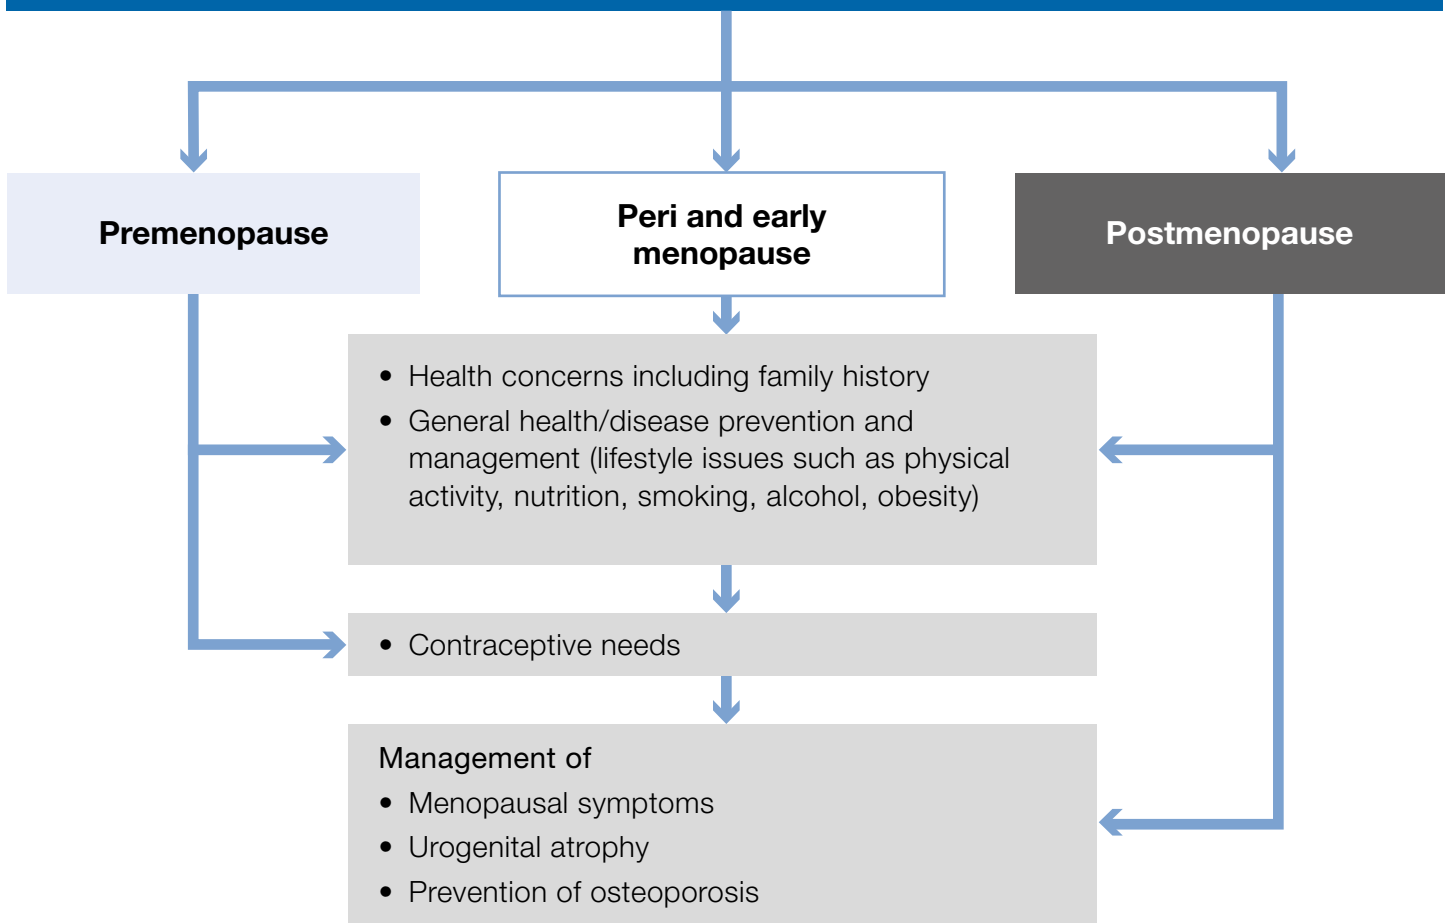 Premenopause
Peri and early
menopause
Postmenopause
• Health concerns including family history
• General health/disease prevention and
management (lifestyle issues such as physical
activity, nutrition, smoking, alcohol, obesity)
• Contraceptive needs
Management of
• Menopausal symptoms
• Urogenital atrophy
• Prevention of osteoporosis